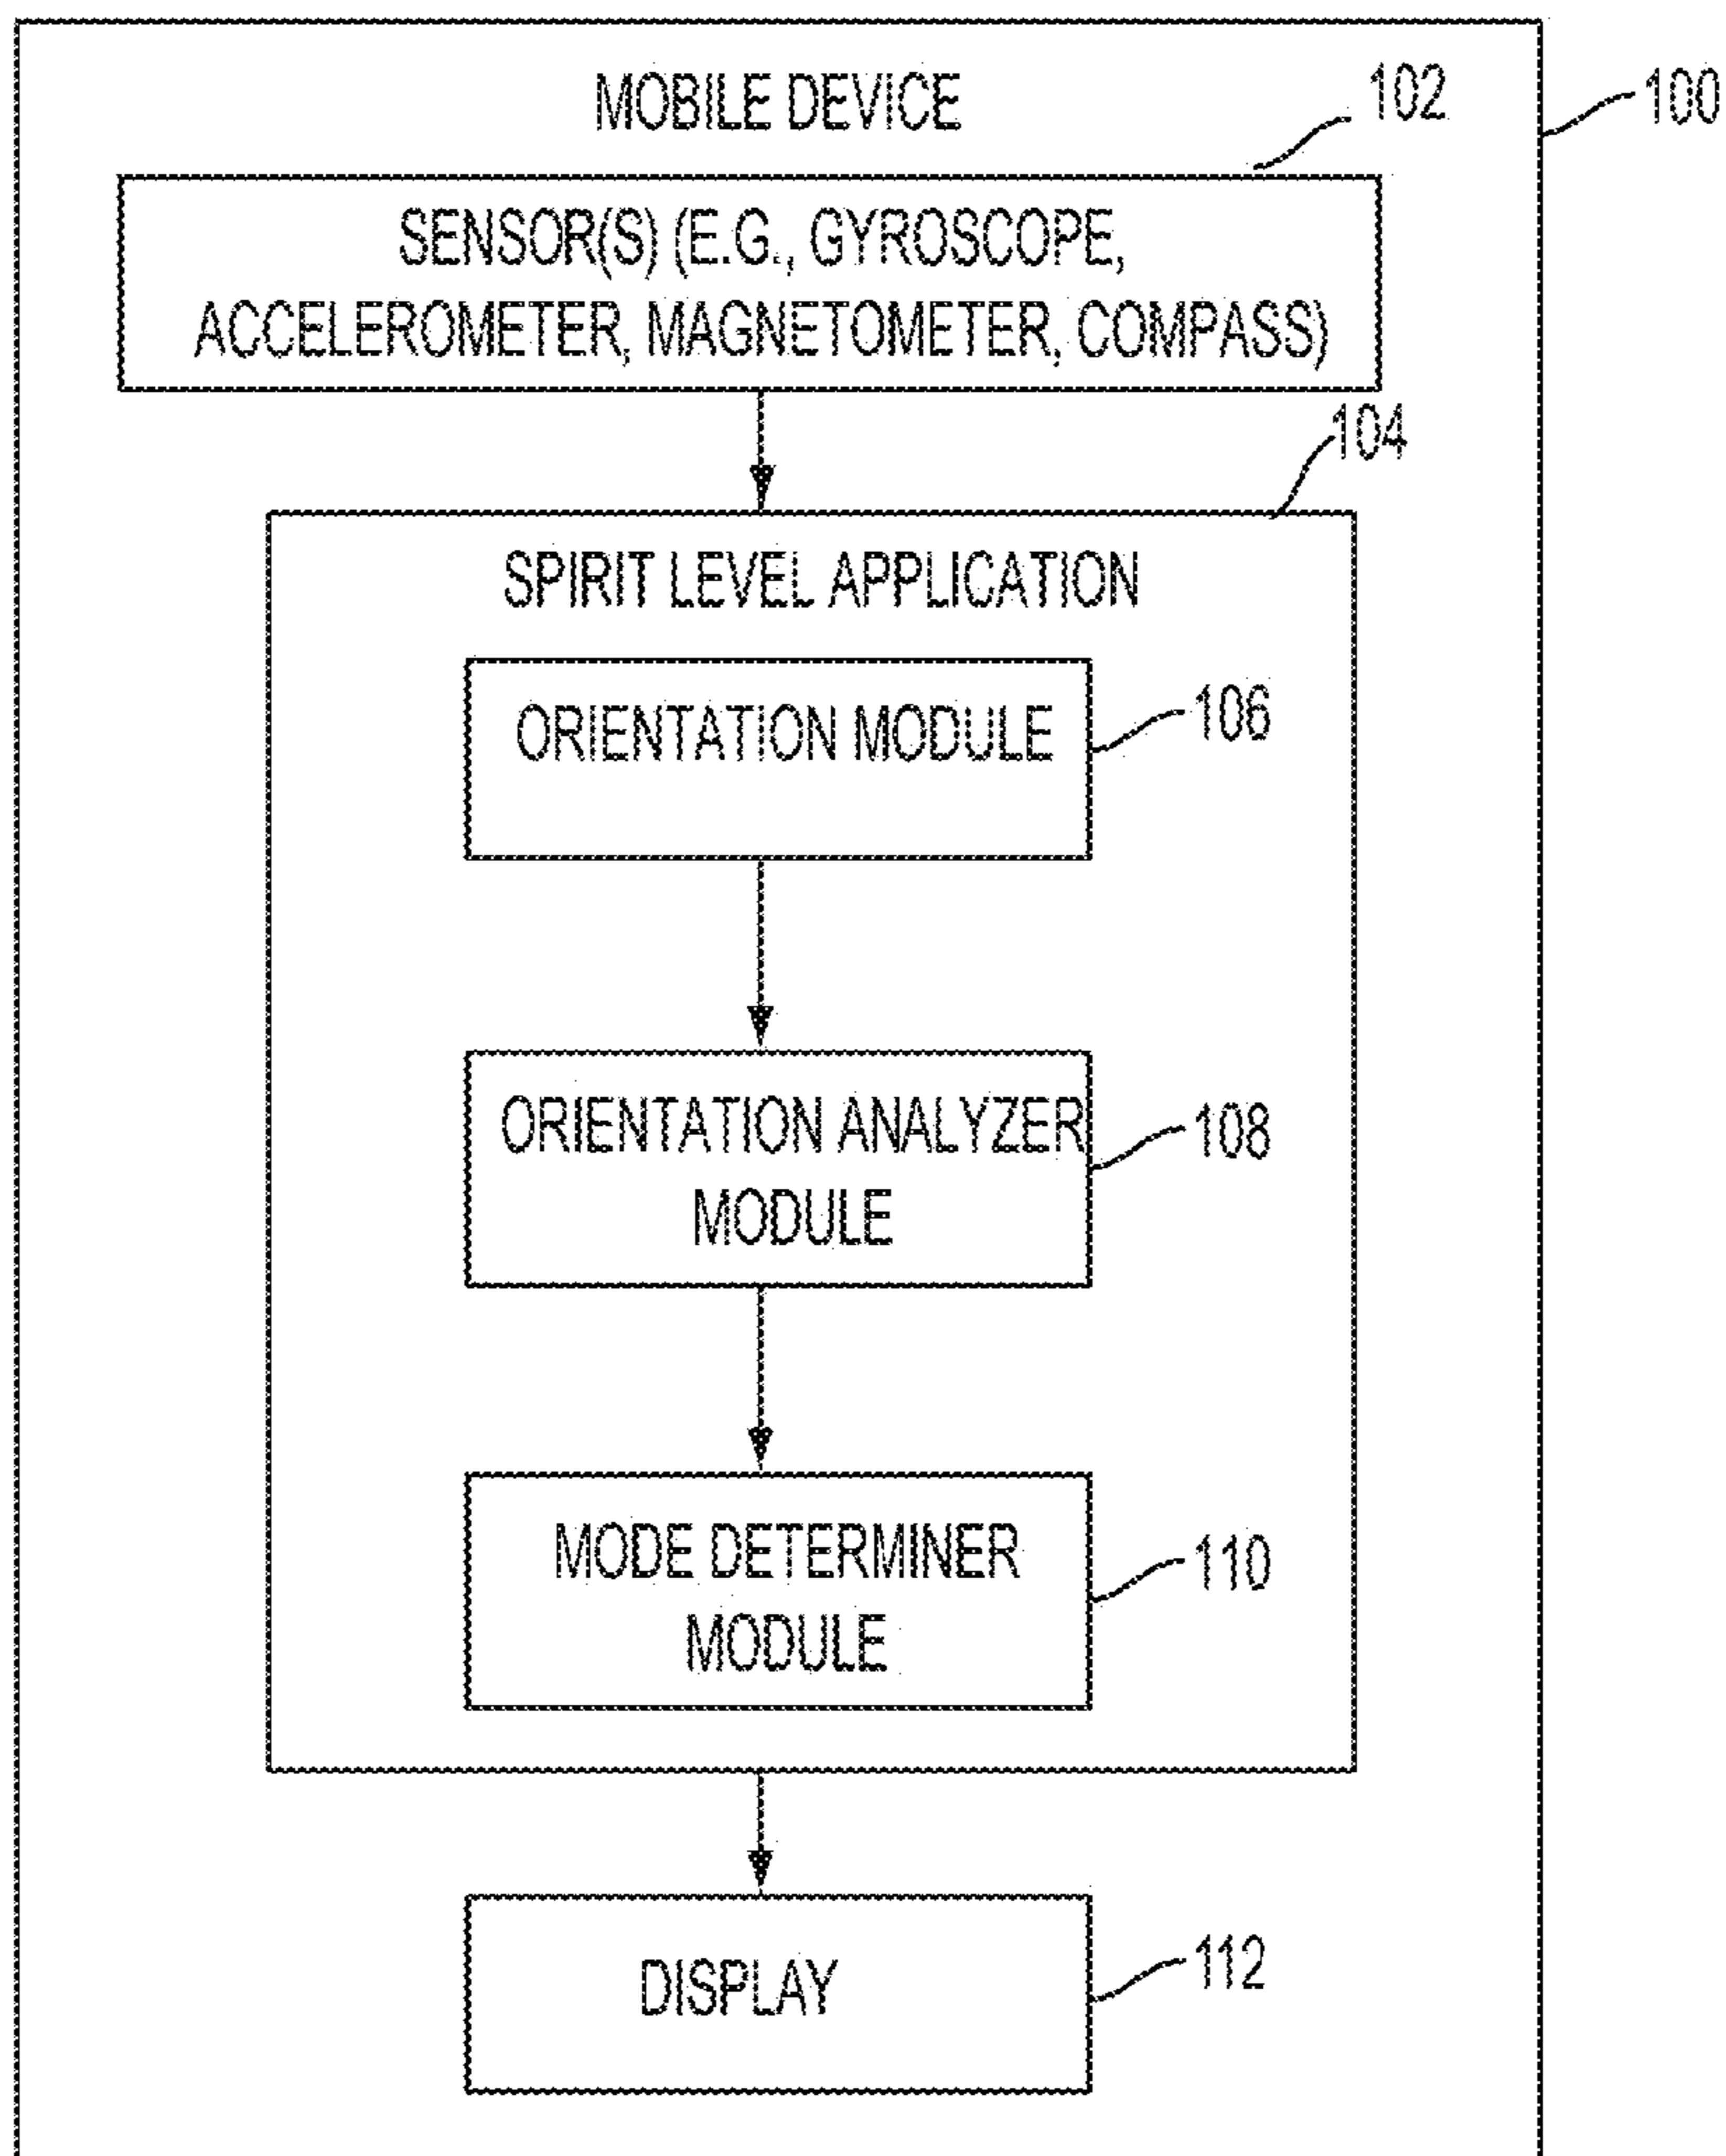 MOBILE DEVICE
102
100
SENSOR(S) (E.G., GYROSCOPE,
ACCELEROMETER, MAGNETOMETER, COMPASS)
104
SPIRIT LEVEL APPLICATION
ORIENTATION MODULE
106
ORIENTATION ANALYZER
MODULE
108
MODE DETERMINER
MODULE
110
DISPLAY
112